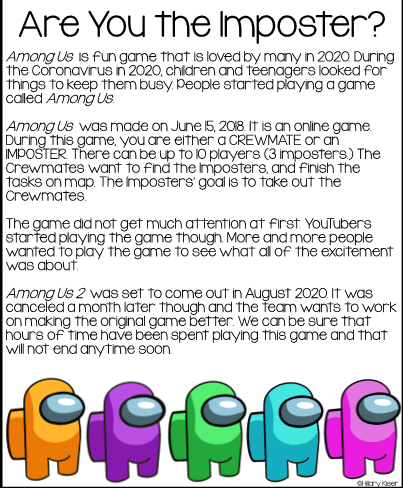 Are You the Imposter?
Among Us is fun game that is loved by many in 2020. During
the Coronavirus in 2020, children and teenagers looked for
things to keep them busy. People started playing a game
called Among Us.
Among Us was made on June 15, 2018. It is an online game.
During this game, you are either a CREWMATE or an
IMPOSTER. There can be up to 10 players (3 imposters.) The
Crewmates want to find the Imposters, and finish the
tasks on map. The Imposters' goal is to take out the
Crewmates.
The game did not get much attention at first. YouTubers
started playing the game though. More and more people
wanted to play the game to see what all of the excitement
was about.
Among Us 2 was set to come out in August 2020. It was
canceled a month later though and the team wants to work
on making the original game better. We can be sure that
hours of time have been spent playing this game and that
will not end anytime soon.
©Hillary Kiser